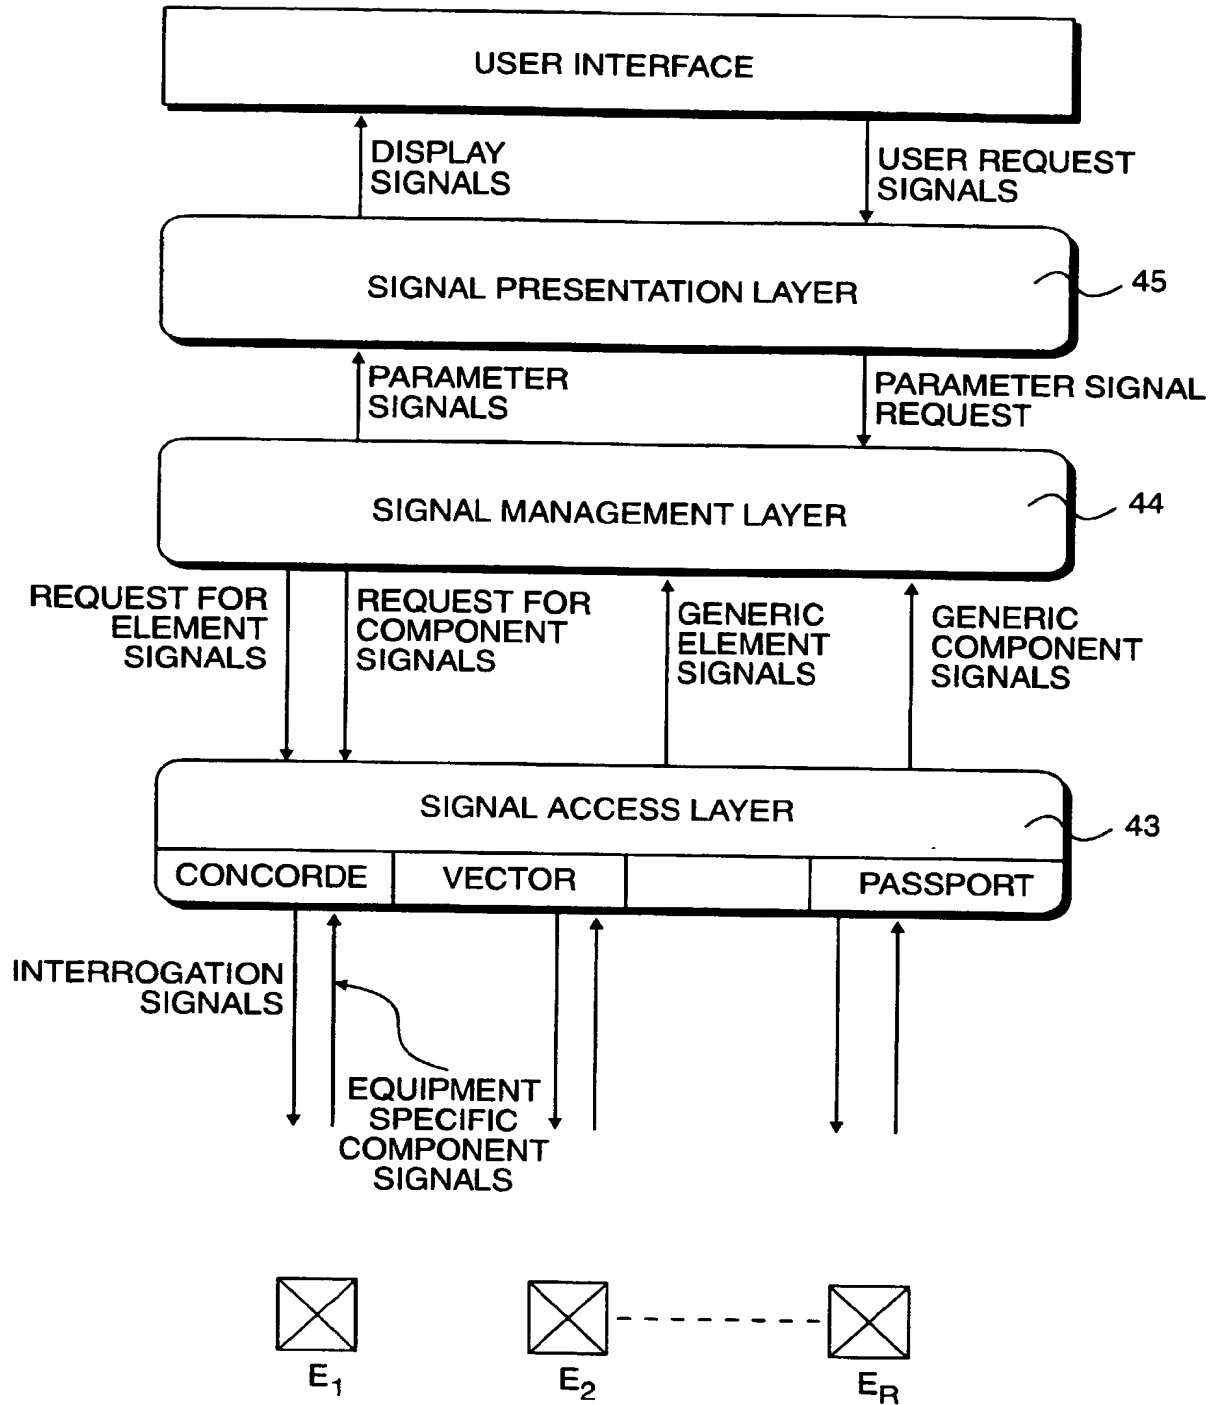 USER INTERFACE
DISPLAY
SIGNALS
USER REQUEST
SIGNALS
SIGNAL PRESENTATION LAYER
45
PARAMETER
SIGNALS
PARAMETER SIGNAL
REQUEST
SIGNAL MANAGEMENT LAYER
44
REQUEST FOR
ELEMENT
SIGNALS
REQUEST FOR
COMPONENT
SIGNALS
GENERIC
ELEMENT
SIGNALS
GENERIC
COMPONENT
SIGNALS
SIGNAL ACCESS LAYER
43
CONCORDE
VECTOR
PASSPORT
INTERROGATION
SIGNALS
EQUIPMENT
SPECIFIC
COMPONENT
SIGNALS
E1
E2
ER